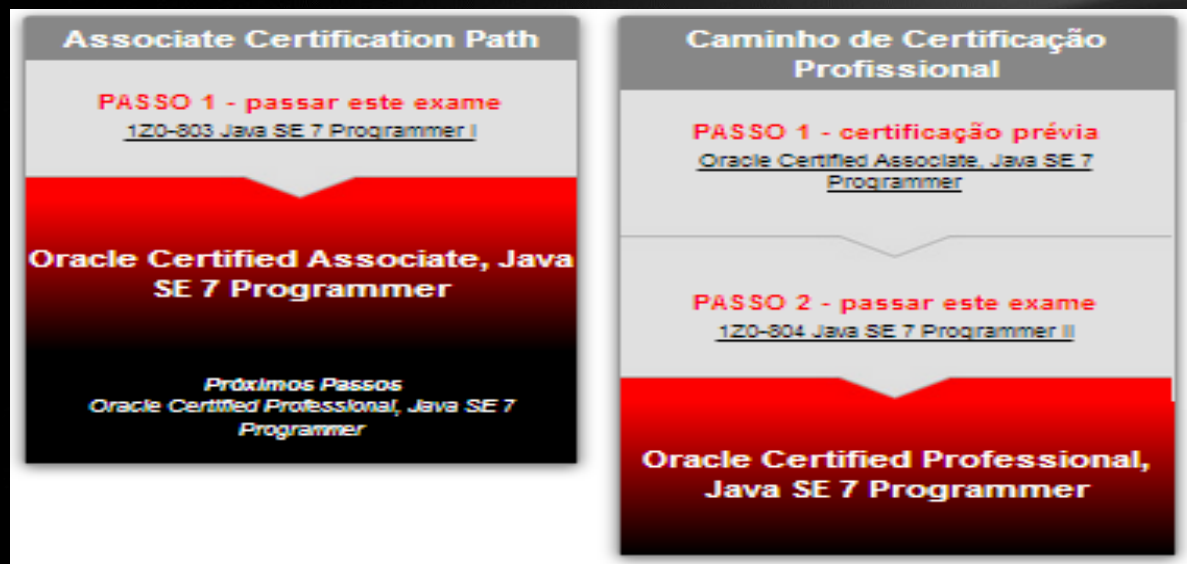 Associate Certification Path
PASSO 1 - passar este exame
1Z0-803 Java SE 7 Programmer I
Oracle Certified Associate, Java
SE 7 Programmer
Próximos Passos
Oracle Certified Professional, Java SE 7
Programmer
Caminho de Certificação
Profissional
PASSO 1 - certificação prévia
Oracle Certified Associate, Java SE 7
Programmer
PASSO 2 - passar este exame
1Z0-804 Java SE 7 Programmer II
Oracle Certified Professional,
Java SE 7 Programmer